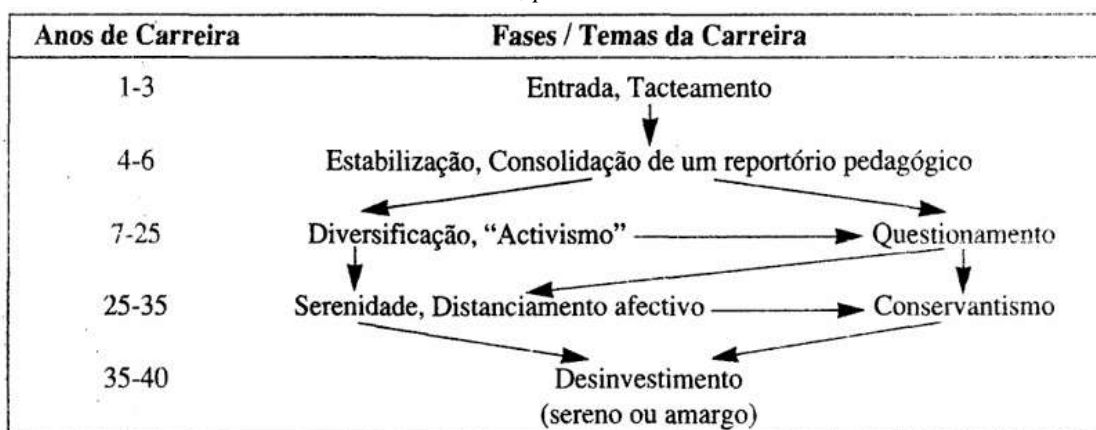 Anos de Carreira Fases / Temas da Carreira
1-3 Entrada, Tacteamento
4-6 Estabilização, Consolidação de um reportório pedagógico
7-25 Diversificação, “Activismo” Questionamento
25-35 Serenidade, Distanciamento afectivo Conservantismo
35-40 Desinvestimento
(sereno ou amargo)